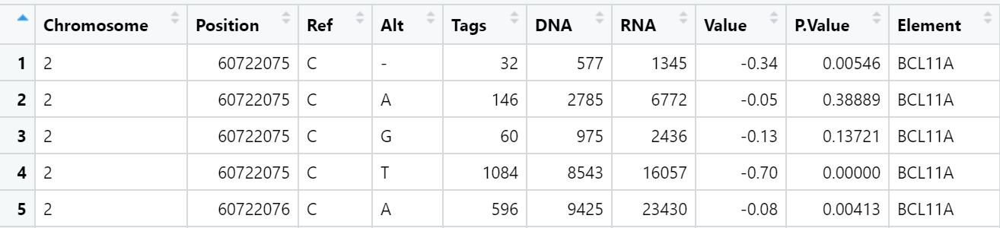 Chromosome Position Ref Alt Tags DNA RNA Value P.Value Element
1 2 60722075 C - 32 577 1345 -0.34 0.00546 BCL11A
2 2 60722075 C A 146 2785 6772 -0.05 0.38889 BCL11A
3 2 60722075 C G 60 975 2436 -0.13 0.13721 BCL11A
4 2 60722075 C T 1084 8543 16057 -0.70 0.00000 BCL11A
5 2 60722076 C A 596 9425 23430 -0.08 0.00413 BCL11A